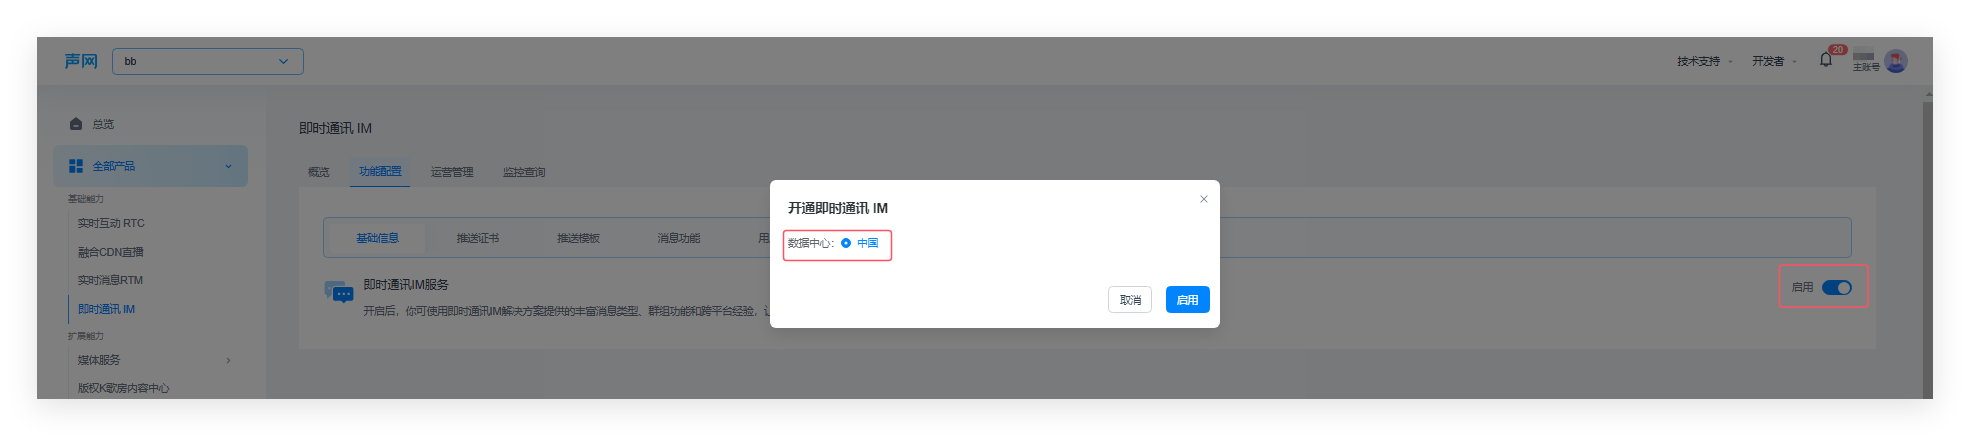 声网
bb
技术支持
开发者
20
主账号
总览
全部产品
基础能力
实时互动 RTC
融合CDN直播
实时消息RTM
即时通讯 IM
扩展能力
媒体服务
版权K歌房内容中心
即时通讯 IM
概览
功能配置
运营管理
监控查询
基础信息
推送证书
推送模板
消息功能
用
即时通讯IM服务
开启后，你可使用即时通讯IM解决方案提供的丰富消息类型、群组功能和跨平台经验，
启用
开通即时通讯 IM
数据中心：
中国
取消
启用